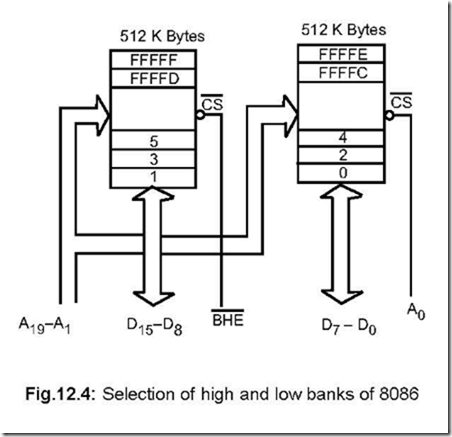 512 K Bytes
FFFFF
FFFFD
5
3
1
CS
512 K Bytes
FFFFE
FFFFC
4
2
0
CS
A19–A1
D15–D8
BHE
D7 – D0
A0
Fig.12.4: Selection of high and low banks of 8086